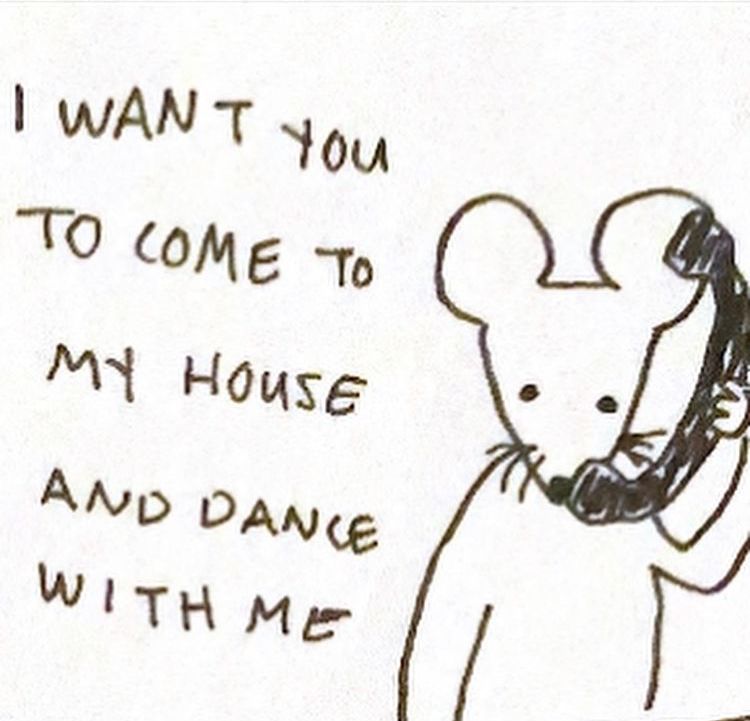 I WANT YOU
TO COME TO
MY HOUSE
AND DANCE
WITH ME